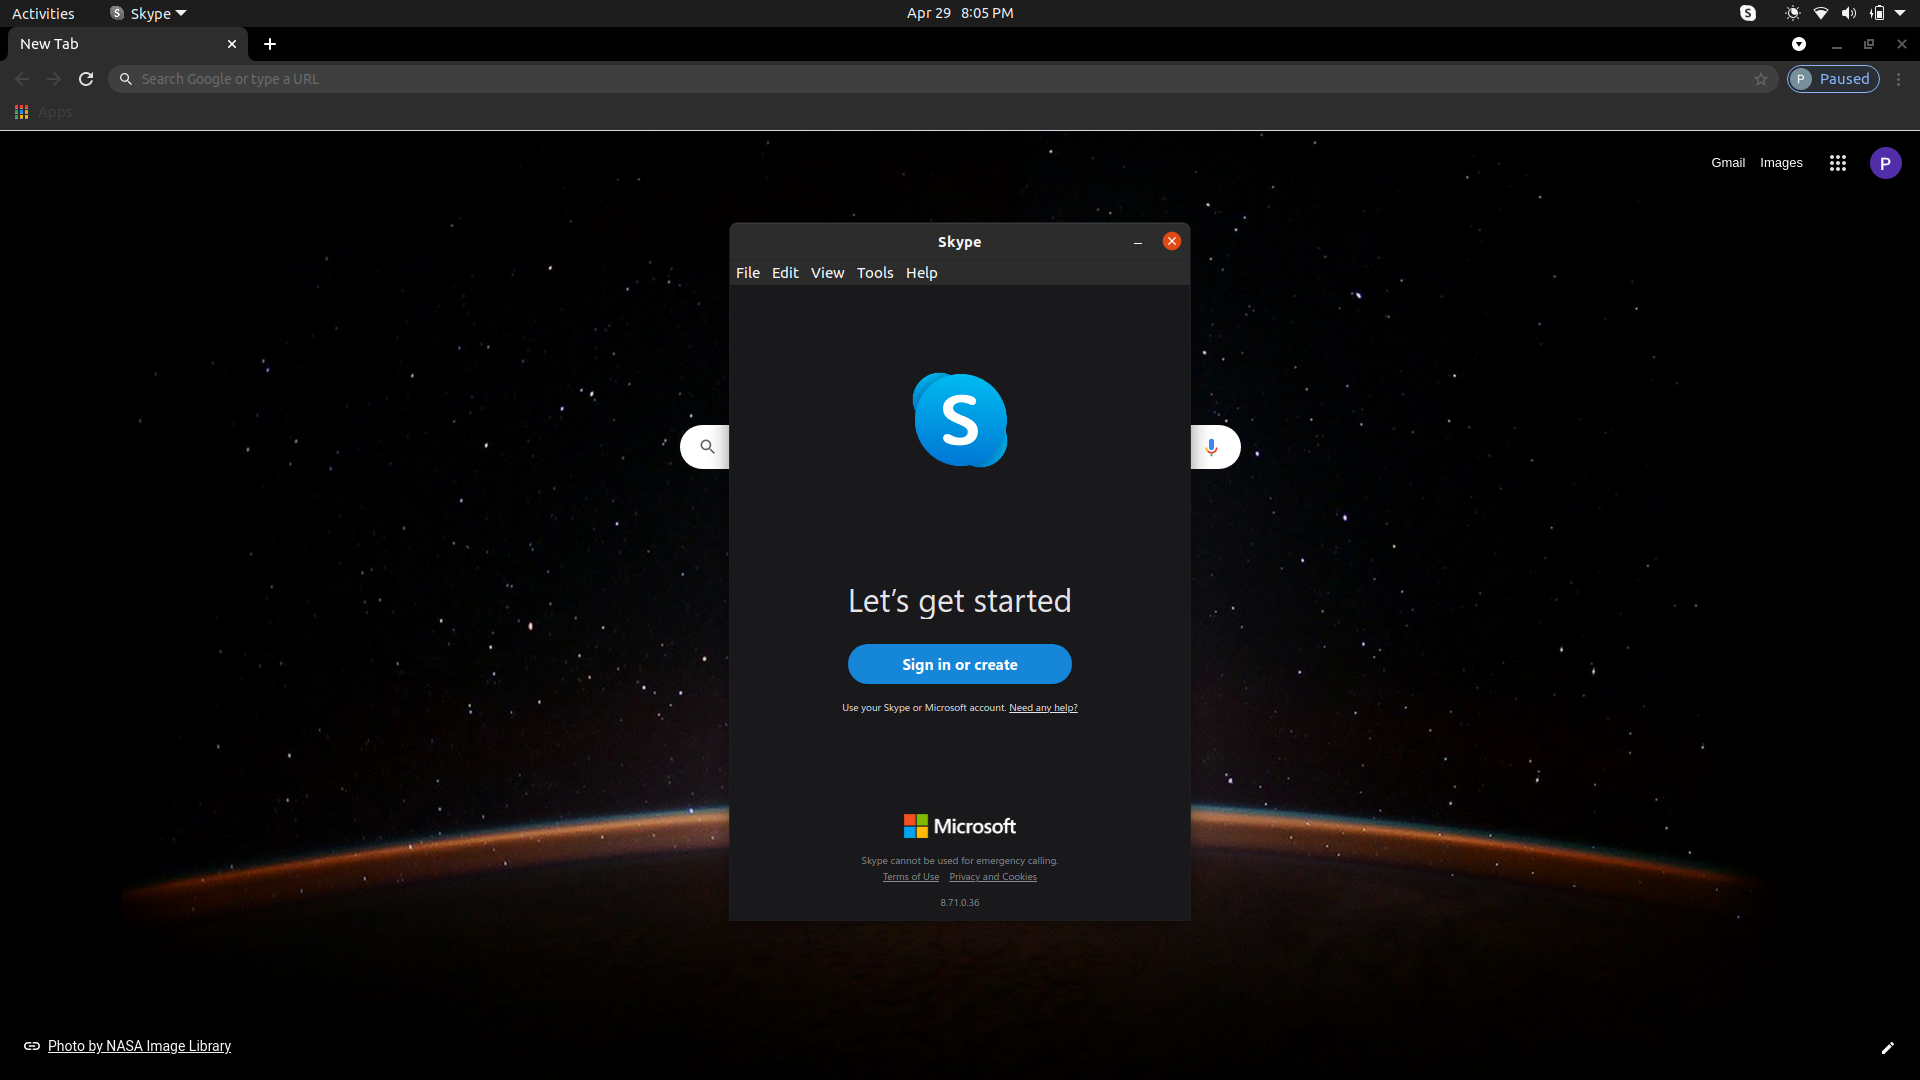 Activities
Skype
Apr 29 8:05 PM
S
New Tab
Search Google or type a URL
P
Paused
Apps
Gmail
Images
P
Skype
File Edit View Tools Help
S
Let's get started
Sign in or create
Use your Skype or Microsoft account. Need any help?
Microsoft
Skype cannot be used for emergency calling.
Terms of Use Privacy and Cookies
8.71.0.36
Photo by NASA Image Library